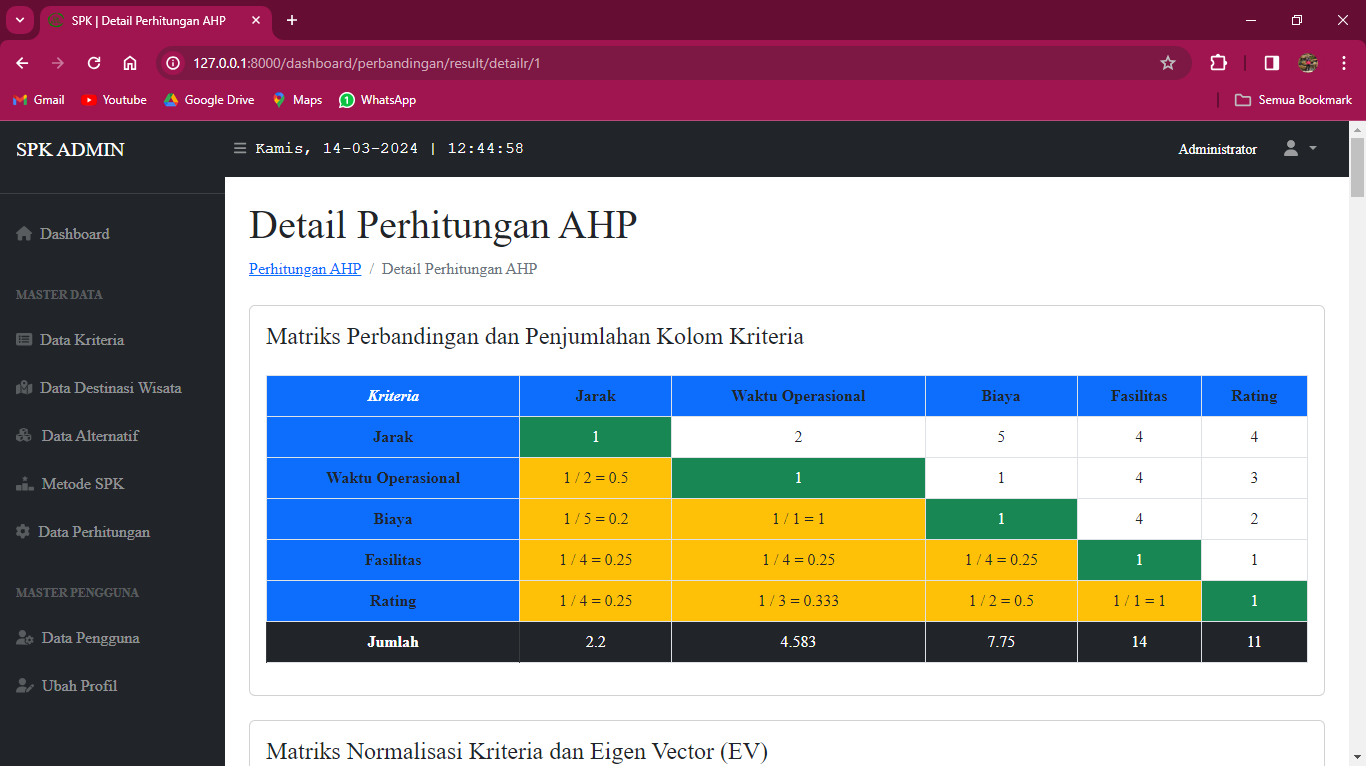 SPK | Detail Perhitungan AHP
127.0.0.1:8000/dashboard/perbandingan/result/detailr/1
Gmail Youtube Google Drive Maps 1 WhatsApp Semua Bookmark
SPK ADMIN
Kamis, 14-03-2024 | 12:44:58
Administrator
Dashboard
MASTER DATA
Data Kriteria
Data Destinasi Wisata
Data Alternatif
Metode SPK
Data Perhitungan
MASTER PENGGUNA
Data Pengguna
Ubah Profil
Detail Perhitungan AHP
Perhitungan AHP / Detail Perhitungan AHP
Matriks Perbandingan dan Penjumlahan Kolom Kriteria
Kriteria Jarak Waktu Operasional Biaya Fasilitas Rating
Jarak 1 2 5 4 4
Waktu Operasional 1 / 2 = 0.5 1 1 4 3
Biaya 1 / 5 = 0.2 1 / 1 = 1 1 4 2
Fasilitas 1 / 4 = 0.25 1 / 4 = 0.25 1 / 4 = 0.25 1 1
Rating 1 / 4 = 0.25 1 / 3 = 0.333 1 / 2 = 0.5 1 / 1 = 1 1
Jumlah 2.2 4.583 7.75 14 11
Matriks Normalisasi Kriteria dan Eigen Vector (EV)